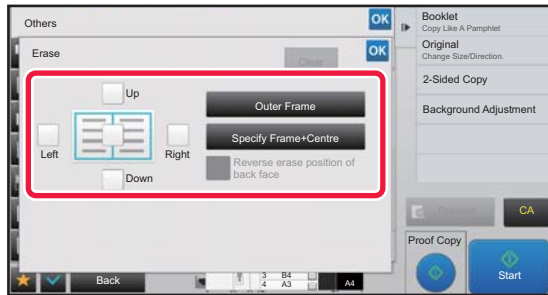 Others
OK
Erase
Clear
OK
Up
Left
Right
Down
Outer Frame
Specify Frame+Centre
Reverse erase position of
back face
Back
3 B4
4 A3
A4
Booklet
Copy Like A Pamphlet
Original
Change Size/Direction.
2-Sided Copy
Background Adjustment
Preview
CA
Proof Copy
Start